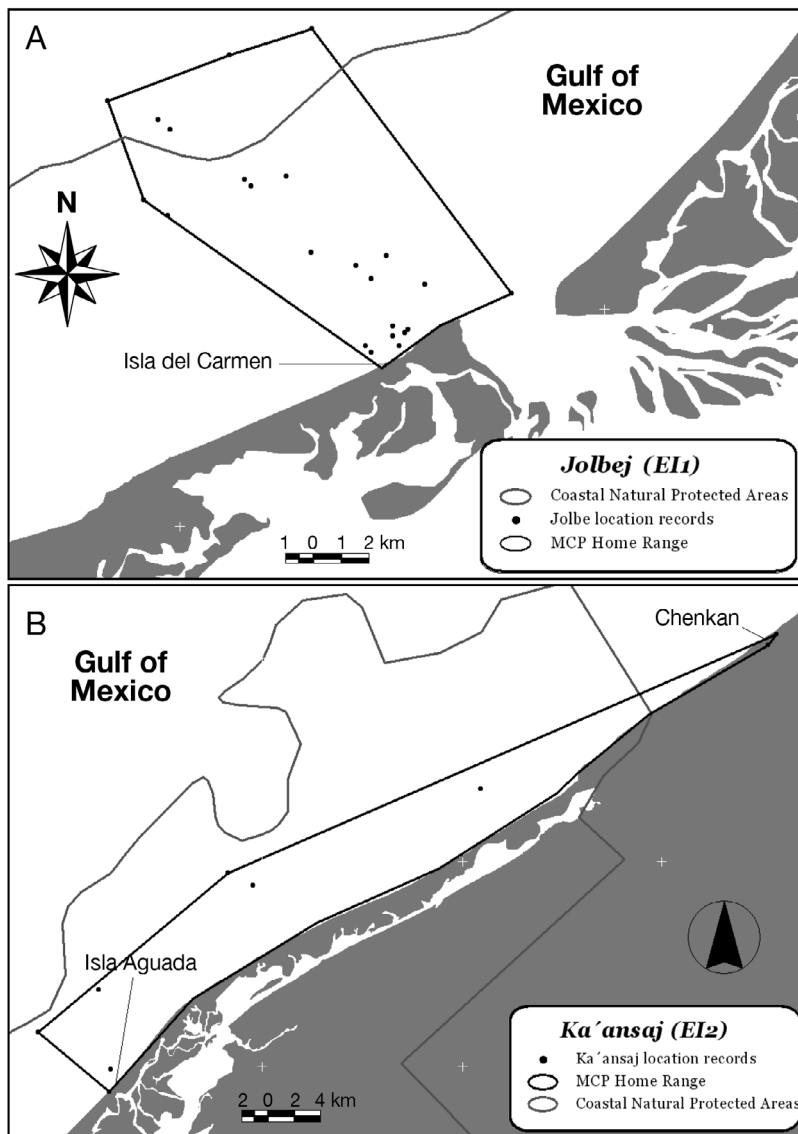 A
Gulf of
Mexico
N
Isla del Carmen
Jolbej (EI1)
Coastal Natural Protected Areas
Jolbe location records
MCP Home Range
1 0 1 2 km
B
Chenkan
Gulf of
Mexico
Isla Aguada
Ka´ansaj (EI2)
Ka´ansaj location records
MCP Home Range
Coastal Natural Protected Areas
2 0 2 4 km